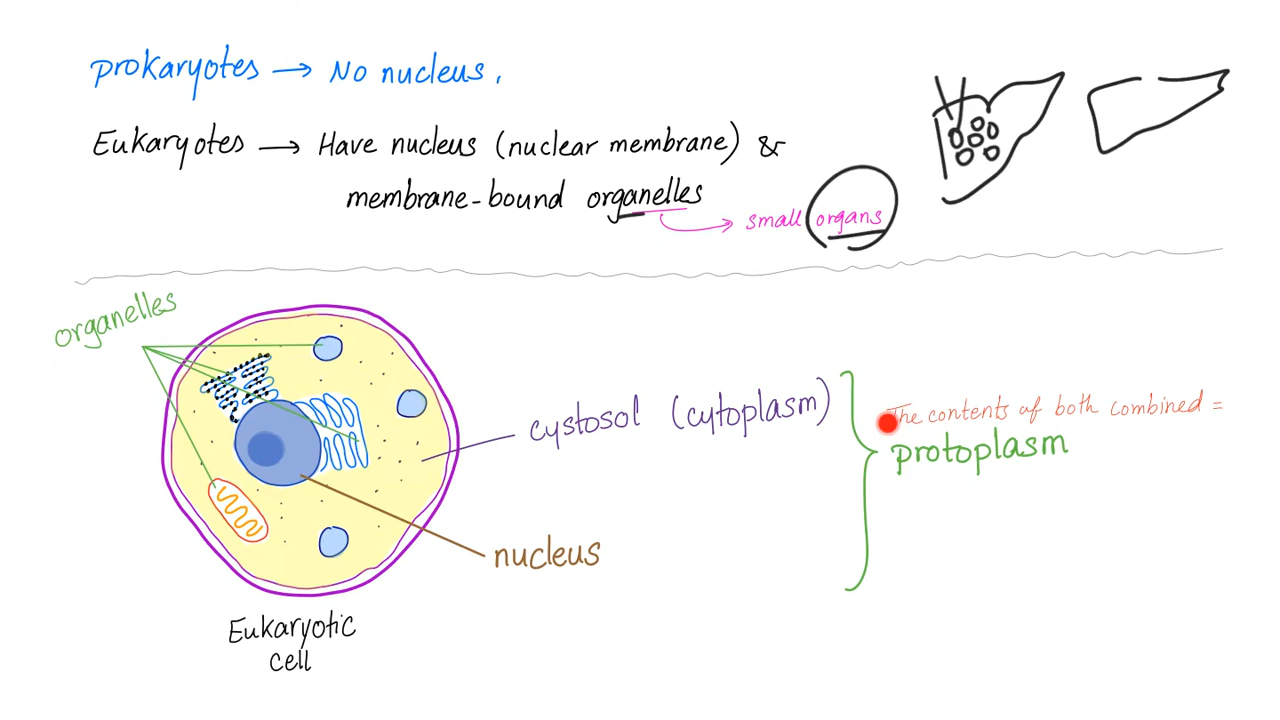 prokaryotes → No nucleus.
Eukaryotes → Have nucleus (nuclear membrane) &
membrane-bound organelles
→ small organs
organelles
cystosol (cytoplasm)
The contents of both combined =
protoplasm
nucleus
Eukaryotic
cell